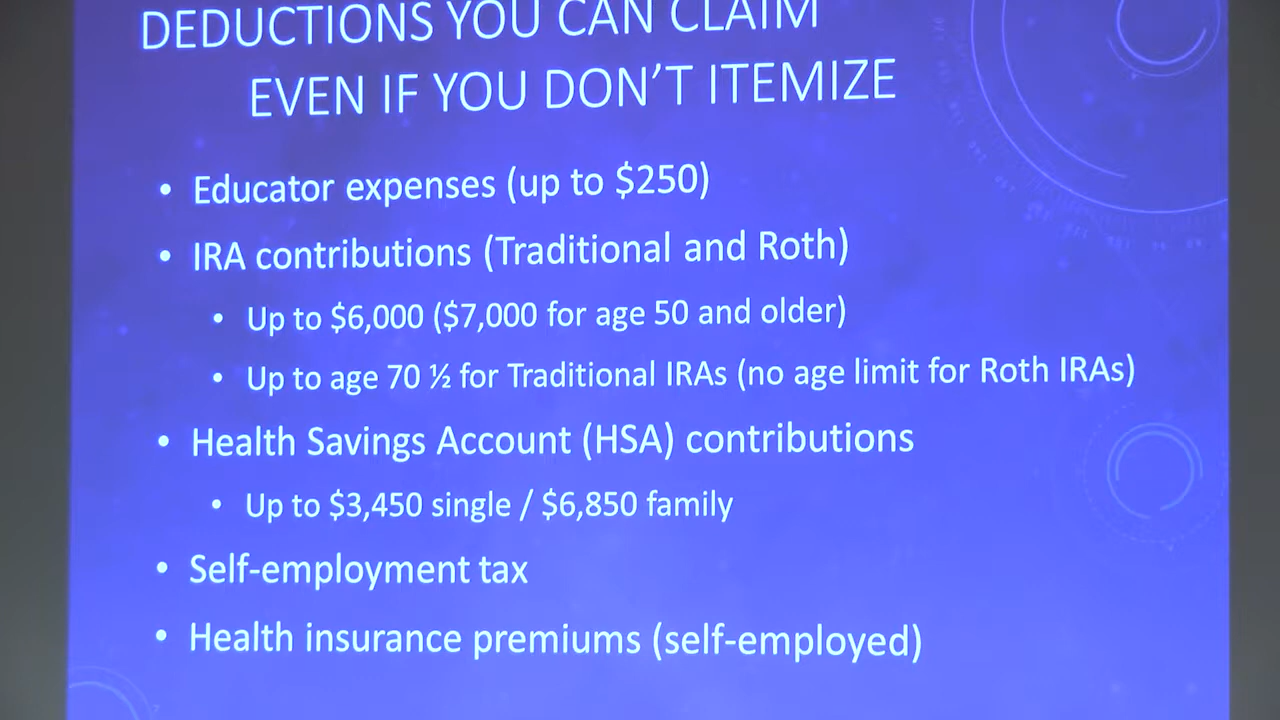 DEDUCTIONS YOU CAN CLAIM
EVEN IF YOU DON'T ITEMIZE
• Educator expenses (up to $250)
• IRA contributions (Traditional and Roth)
• Up to $6,000 ($7,000 for age 50 and older)
• Up to age 70 ½ for Traditional IRAs (no age limit for Roth IRAs)
• Health Savings Account (HSA) contributions
• Up to $3,450 single / $6,850 family
• Self-employment tax
• Health insurance premiums (self-employed)